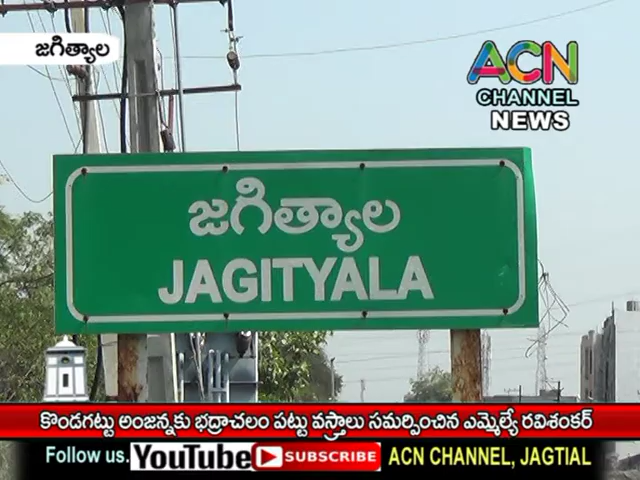 జగిత్యాల
ACN
CHANNEL
NEWS
జగిత్యాల
JAGITYALA
కొండగట్టు అంజన్నకు భద్రాచలం పట్టు వస్త్రాలు సమర్పించిన ఎమ్మెల్యే రవిశంకర్
Follow us. YouTube SUBSCRIBE ACN CHANNEL, JAGTIAL